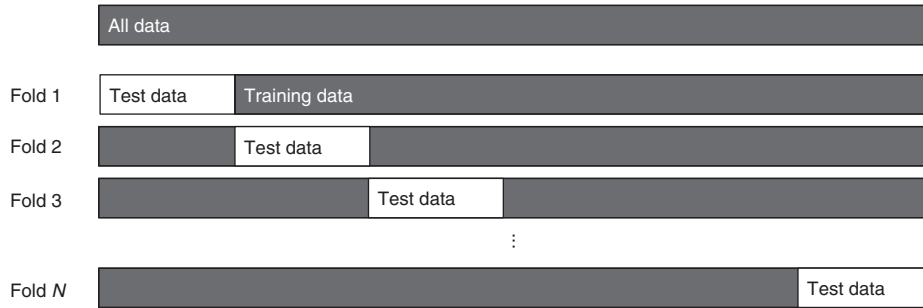 All data
Fold 1 Test data Training data
Fold 2 Test data
Fold 3 Test data
⋮
Fold N Test data